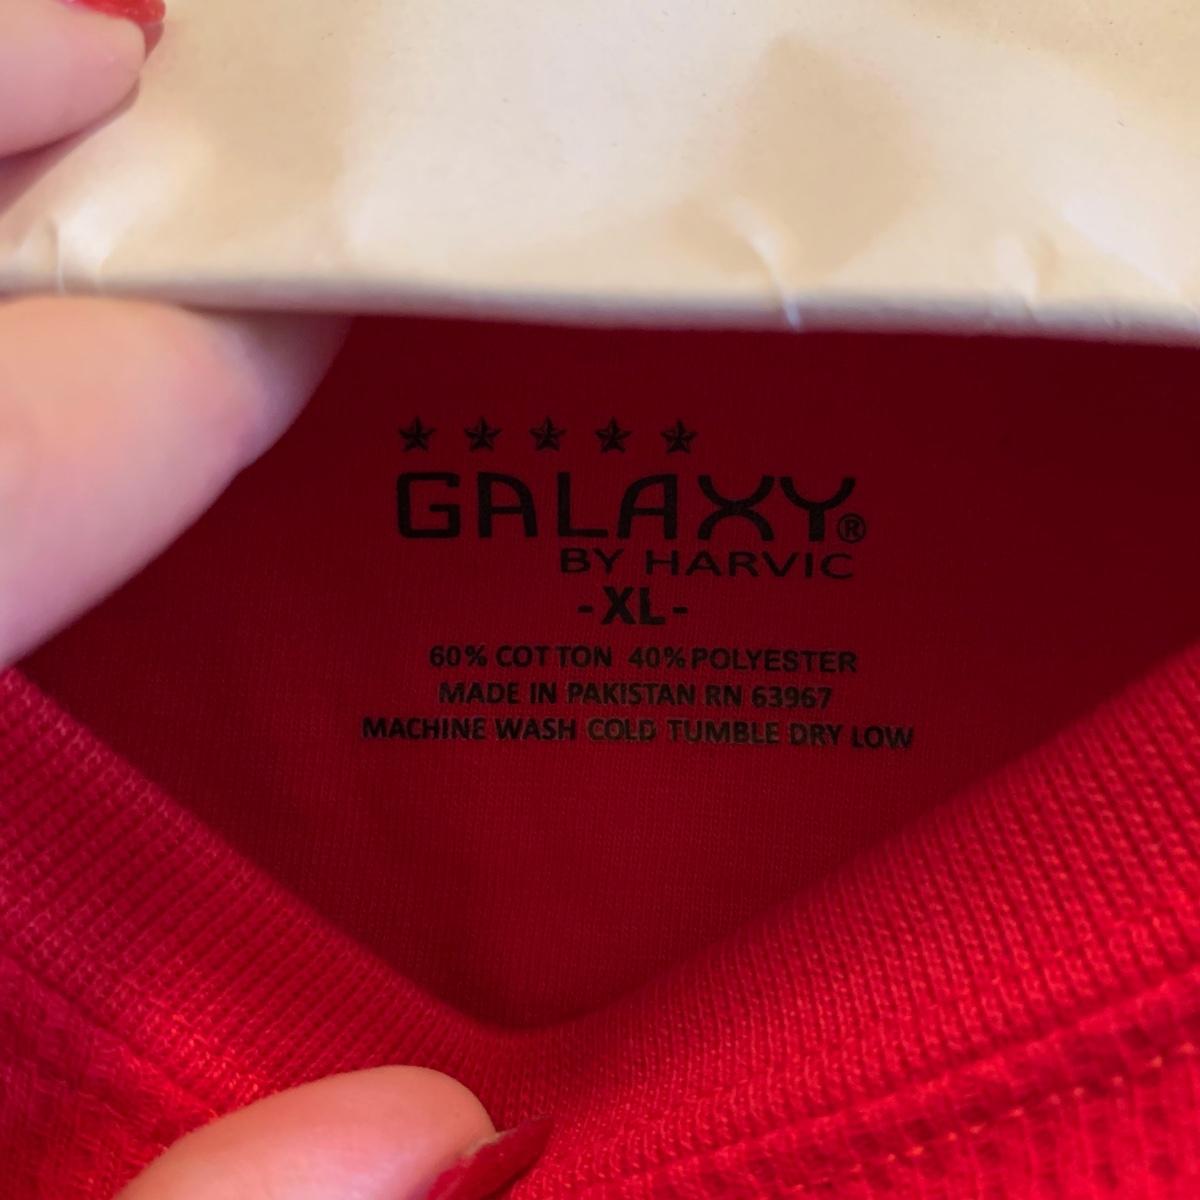 GALAXY®
BY HARVIC
-XL-
60% COTTON 40% POLYESTER
MADE IN PAKISTAN RN 63967
MACHINE WASH COLD TUMBLE DRY LOW